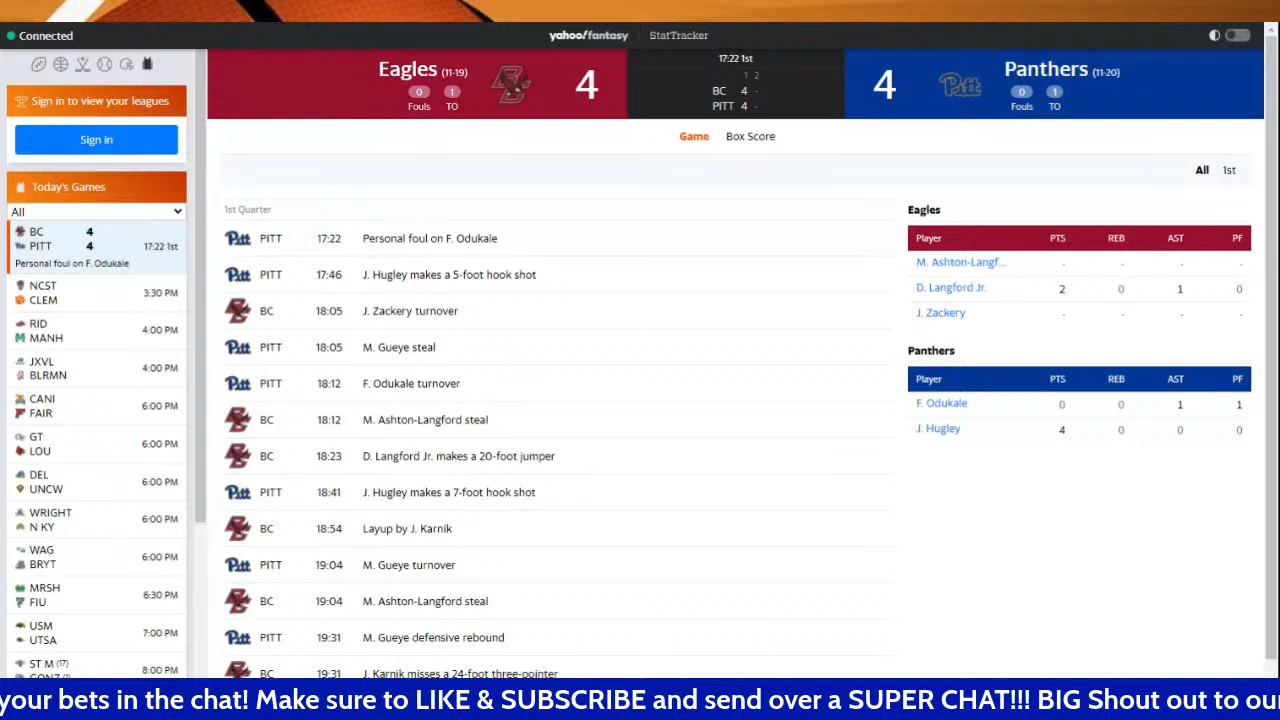 Connected
yahoo!fantasy StatTracker
Sign in to view your leagues
Sign in
Today's Games
All
BC 4
PITT 4 17:22 1st
Personal foul on F. Odukale
NCST
CLEM 3:30 PM
RID
MANH 4:00 PM
JXVL
BLRMN 4:00 PM
CANI
FAIR 6:00 PM
GT
LOU 6:00 PM
DEL
UNCW 6:00 PM
WRIGHT
N KY 6:00 PM
WAG
BRYT 6:00 PM
MRSH
FIU 6:30 PM
USM
UTSA 7:00 PM
ST M (17)
GONZ (1) 8:00 PM
Eagles (11-19)
0 1
Fouls TO
4
17:22 1st
1 2
BC 4 -
PITT 4 -
4
Pitt
Panthers (11-20)
0 1
Fouls TO
Game Box Score
All 1st
1st Quarter
Pitt PITT 17:22 Personal foul on F. Odukale
Pitt PITT 17:46 J. Hugley makes a 5-foot hook shot
BC 18:05 J. Zackery turnover
Pitt PITT 18:05 M. Gueye steal
Pitt PITT 18:12 F. Odukale turnover
BC 18:12 M. Ashton-Langford steal
BC 18:23 D. Langford Jr. makes a 20-foot jumper
Pitt PITT 18:41 J. Hugley makes a 7-foot hook shot
BC 18:54 Layup by J. Karnik
Pitt PITT 19:04 M. Gueye turnover
BC 19:04 M. Ashton-Langford steal
Pitt PITT 19:31 M. Gueye defensive rebound
BC 19:31 J. Karnik misses a 24-foot three-pointer
Eagles
Player PTS REB AST PF
M. Ashton-Langf... - - - -
D. Langford Jr. 2 0 1 0
J. Zackery - - - -
Panthers
Player PTS REB AST PF
F. Odukale 0 0 1 1
J. Hugley 4 0 0 0
your bets in the chat! Make sure to LIKE & SUBSCRIBE and send over a SUPER CHAT!!! BIG Shout out to our